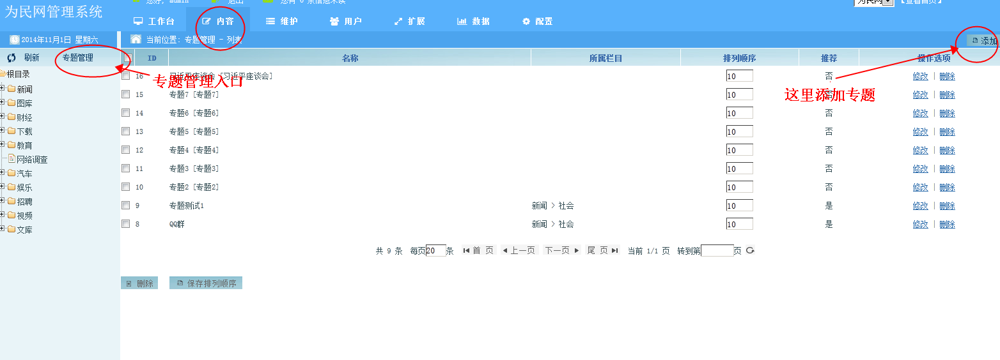 为民网管理系统
您好, admin 退出 您有 0 条信息未读 为民网 【查看首页】
工作台 内容 维护 用户 扩展 数据 配置
2014年11月1日 星期六 当前位置: 专题管理 - 列表 添加
刷新 专题管理 ID 名称 所属栏目 排列顺序 推荐 操作选项
专题管理入口
这里添加专题
根目录
新闻
图库
财经
下载
教育
网络调查
汽车
娱乐
招聘
视频
文库
16 习近平座谈会 [习近平座谈会] 10 否 修改 | 删除
15 专题7 [专题7] 10 否 修改 | 删除
14 专题6 [专题6] 10 否 修改 | 删除
13 专题5 [专题5] 10 否 修改 | 删除
12 专题4 [专题4] 10 否 修改 | 删除
11 专题3 [专题3] 10 否 修改 | 删除
10 专题2 [专题2] 10 否 修改 | 删除
9 专题测试1 新闻 > 社会 10 是 修改 | 删除
8 QQ群 新闻 > 社会 10 是 修改 | 删除
共 9 条 每页20条 首 页 上一页 下一页 尾 页 当前 1/1 页 转到第 页
删除 保存排列顺序